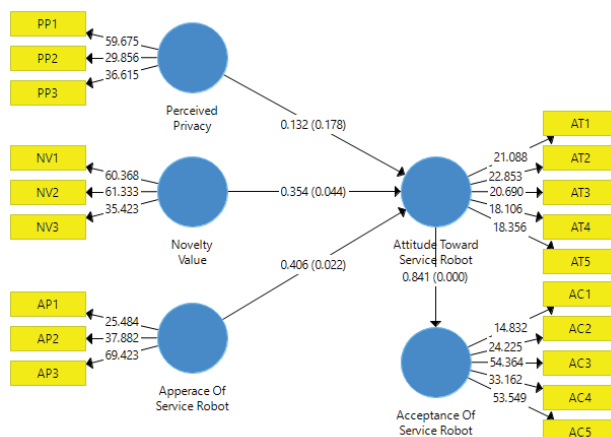 PP1
PP2
PP3
59.675
29.856
36.615
Perceived
Privacy
0.132 (0.178)
NV1
NV2
NV3
60.368
61.333
35.423
Novelty
Value
0.354 (0.044)
AP1
AP2
AP3
25.484
37.882
69.423
Apperace Of
Service Robot
0.406 (0.022)
Attitude Toward
Service Robot
0.841 (0.000)
21.088
22.853
20.690
18.106
18.356
AT1
AT2
AT3
AT4
AT5
Acceptance Of
Service Robot
14.832
24.225
54.364
33.162
53.549
AC1
AC2
AC3
AC4
AC5